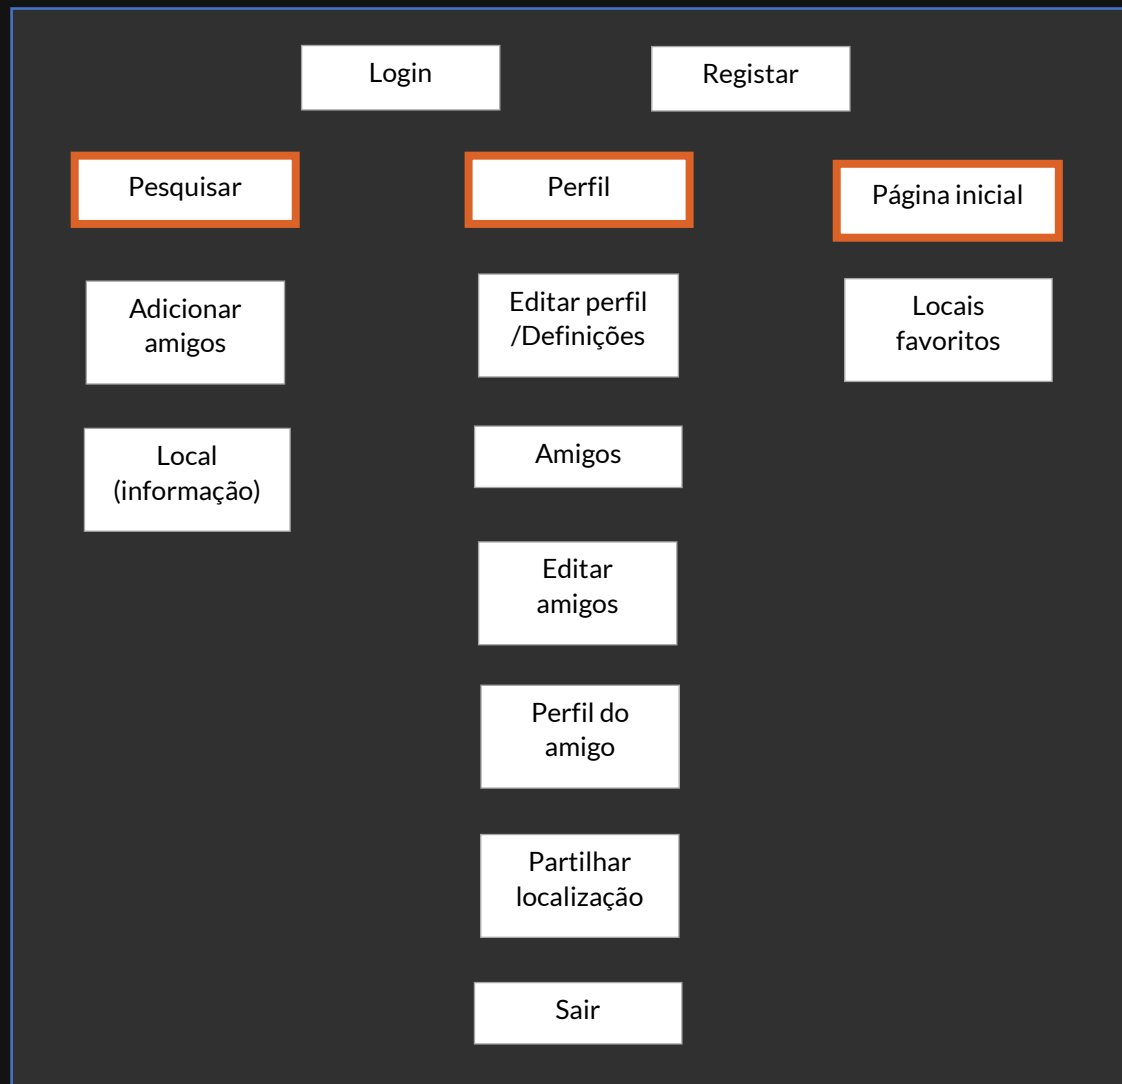 Login
Registar
Pesquisar
Perfil
Página inicial
Adicionar
amigos
Editar perfil
/Definições
Locais
favoritos
Local
(informação)
Amigos
Editar
amigos
Perfil do
amigo
Partilhar
localização
Sair